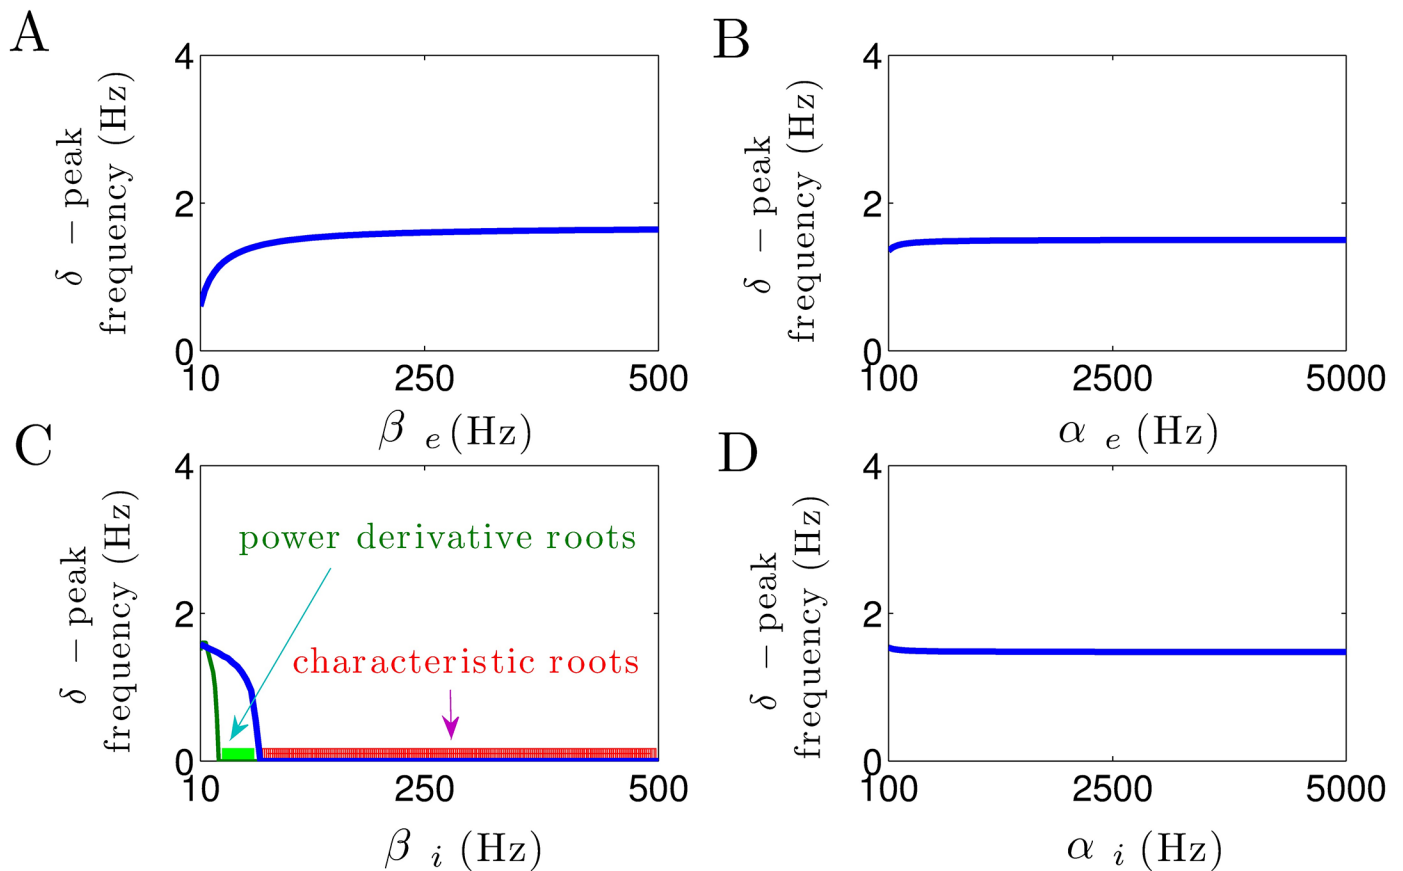 A
δ − peak
frequency (Hz)
4
2
0
10 250 500
β e (Hz)
B
δ − peak
frequency (Hz)
4
2
0
100 2500 5000
α e (Hz)
C
δ − peak
frequency (Hz)
4
2
0
power derivative roots
characteristic roots
10 250 500
β i (Hz)
D
δ − peak
frequency (Hz)
4
2
0
100 2500 5000
α i (Hz)